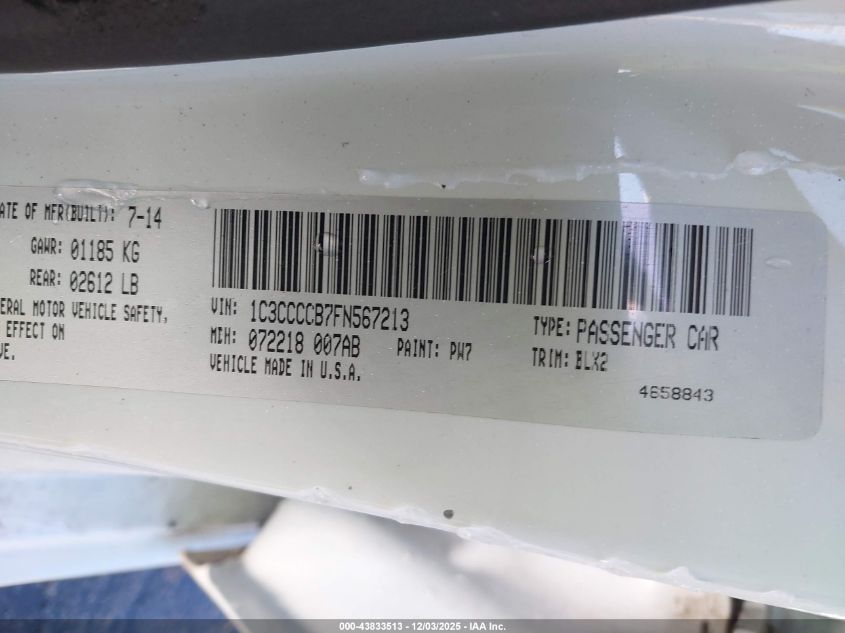 ATE OF MFR(BUILT): 7-14
GAWR: 01185 KG
REAR: 02612 LB
ERAL MOTOR VEHICLE SAFETY,
EFFECT ON
VE.
VIN: 1C3CCCCB7FN567213
MDH: 072218 007AB PAINT: PW7
VEHICLE MADE IN U.S.A.
TYPE: PASSENGER CAR
TRIM: BLX2
4658843
000-43833513 - 12/03/2025 - IAA Inc.